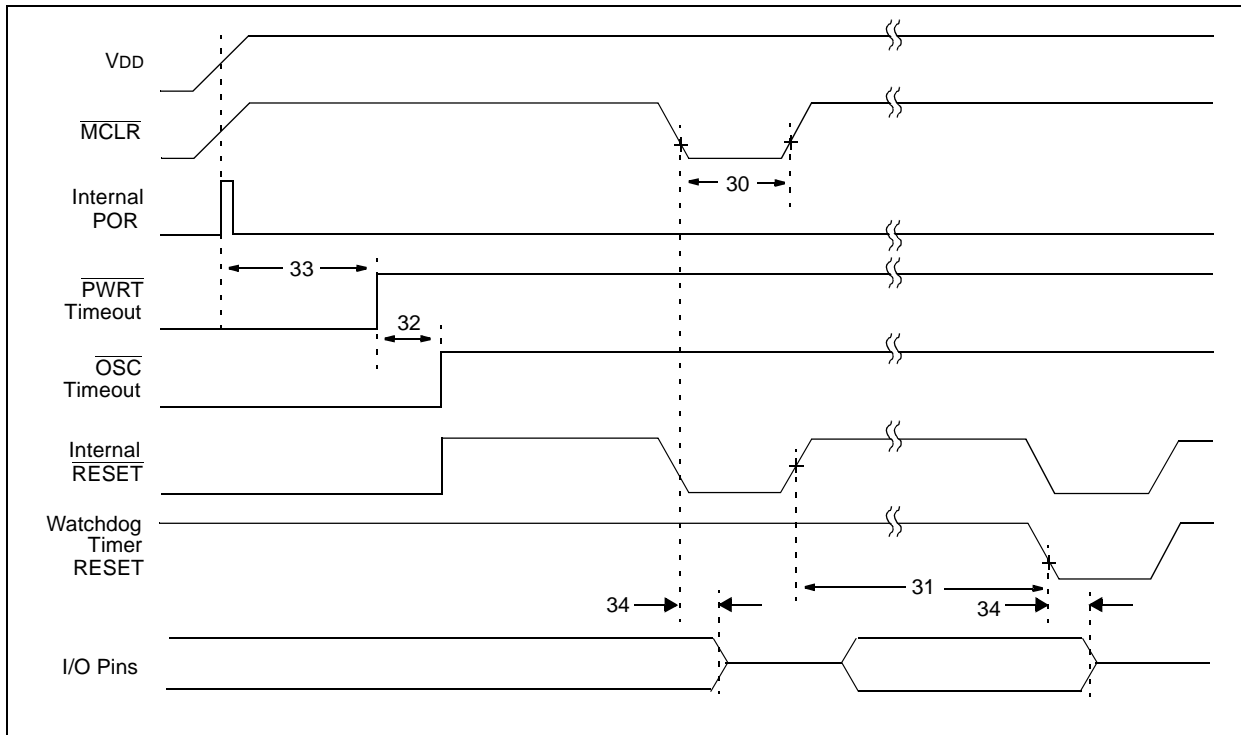 VDD
MCLR
30
Internal
POR
33
PWRT
Timeout
32
OSC
Timeout
Internal
RESET
Watchdog
Timer
RESET
31
34
34
I/O Pins